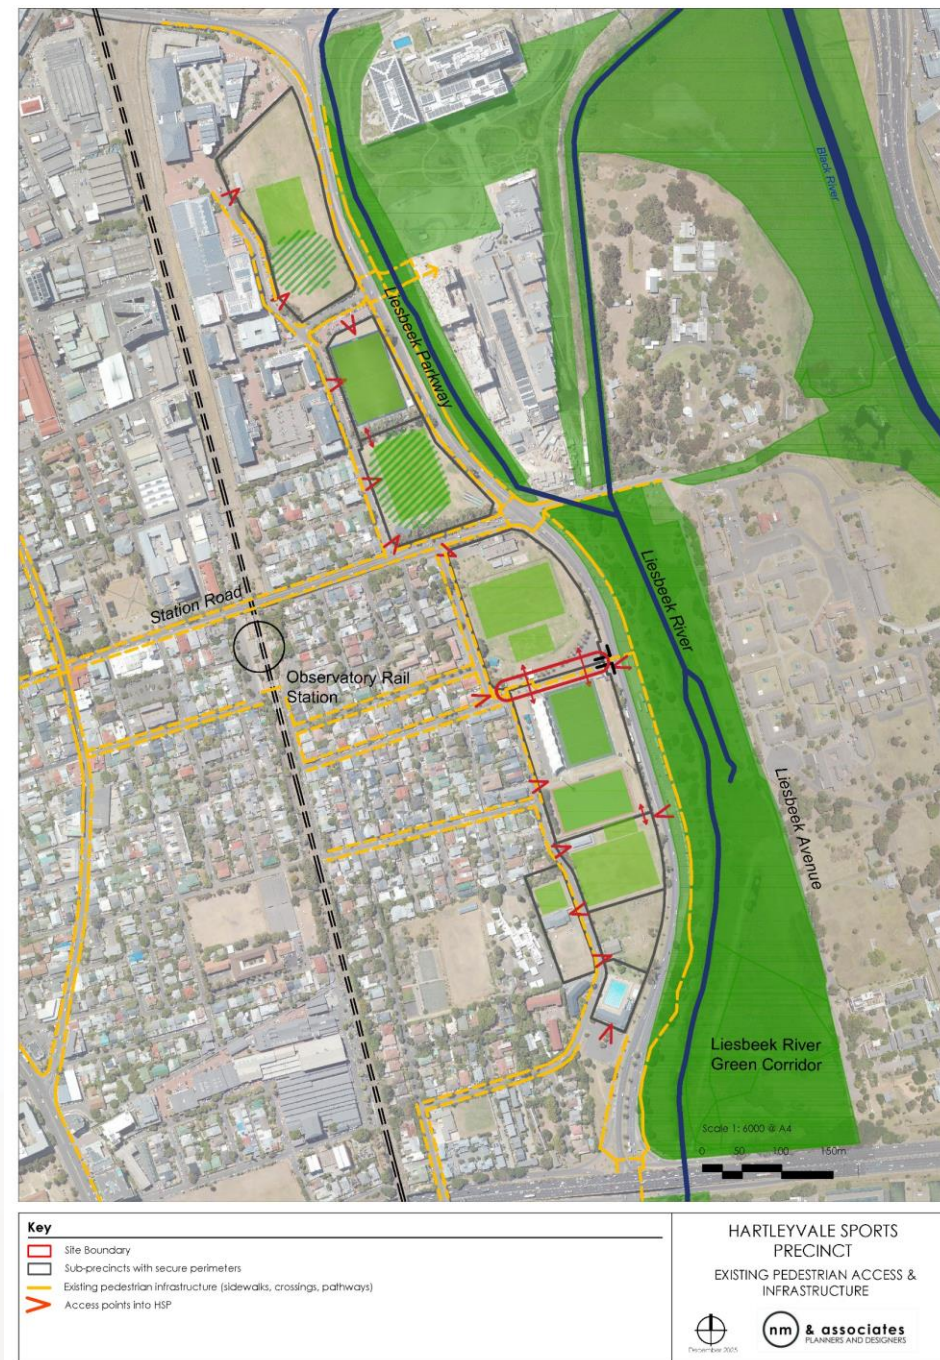 Black River
Liesbeek Parkway
Station Road
Liesbeek River
Observatory Rail
Station
Liesbeek Avenue
Liesbeek River
Green Corridor
Scale 1: 6000 @ A4
0 50 100 150m
Key
Site Boundary
Sub-precincts with secure perimeters
Existing pedestrian infrastructure (sidewalks, crossings, pathways)
Access points into HSP
HARTLEYVALE SPORTS
PRECINCT
EXISTING PEDESTRIAN ACCESS &
INFRASTRUCTURE
December 2025
nm & associates
PLANNERS AND DESIGNERS